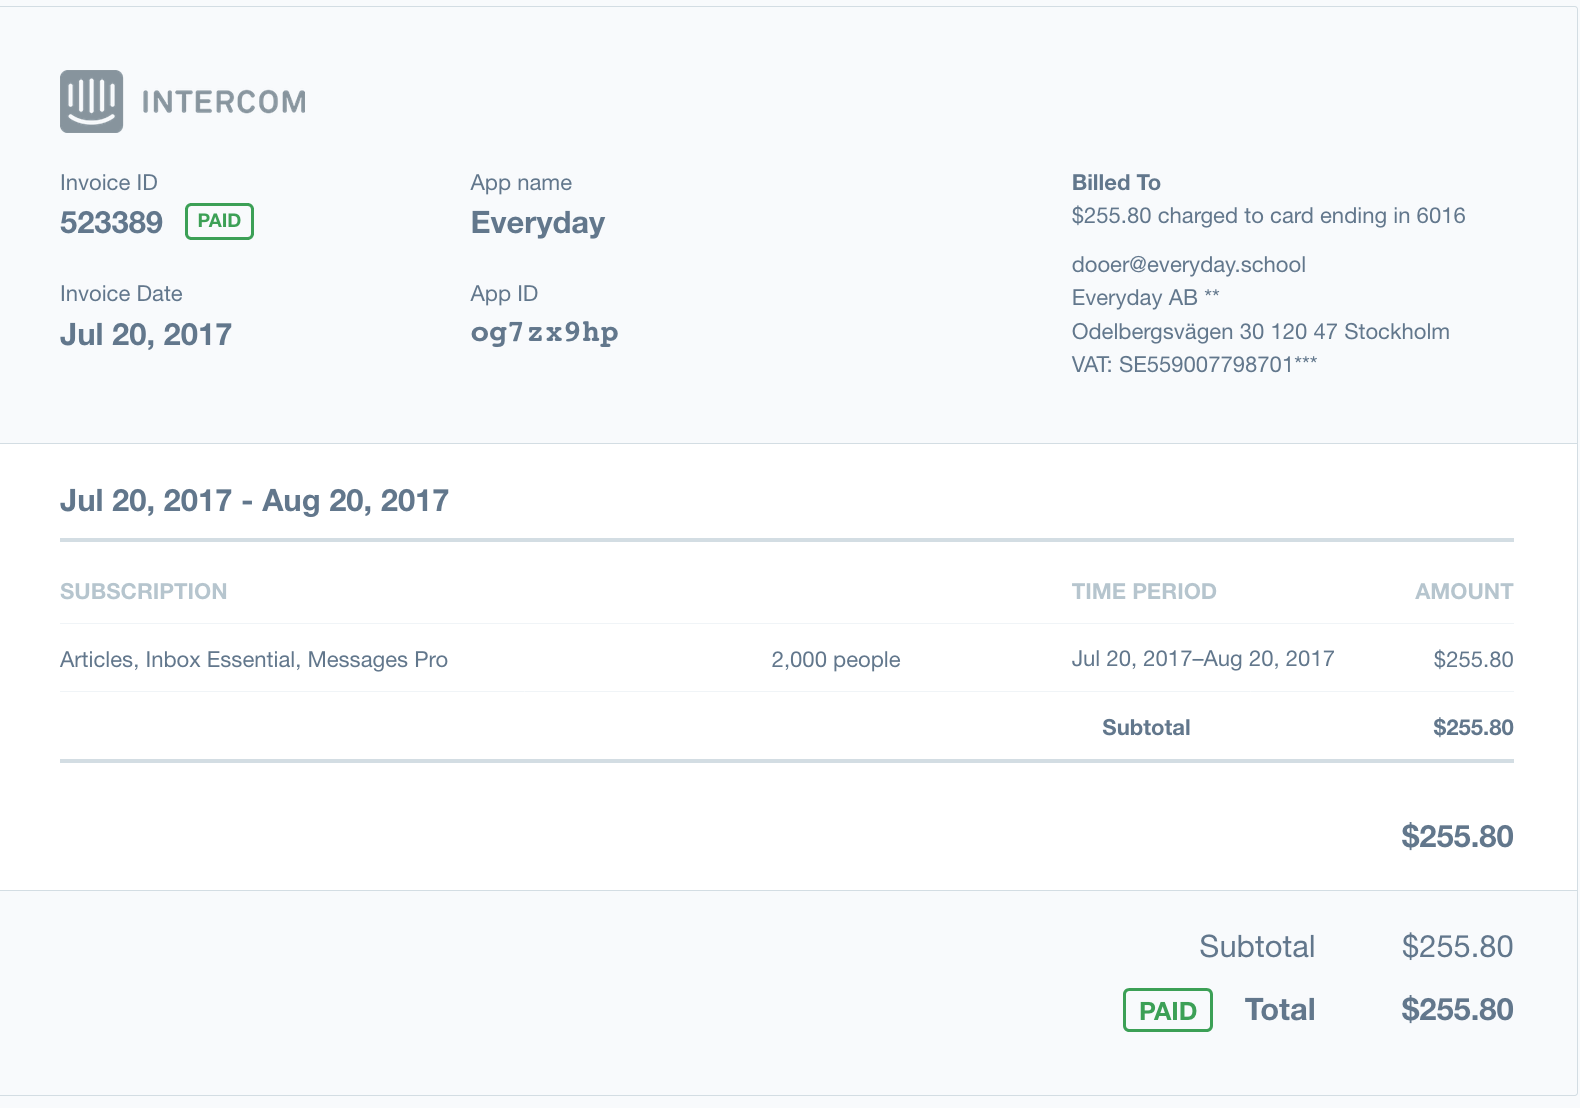 INTERCOM
Invoice ID
523389 PAID
Invoice Date
Jul 20, 2017
App name
Everyday
App ID
og7zx9hp
Billed To
$255.80 charged to card ending in 6016
dooer@everyday.school
Everyday AB **
Odelbergsvägen 30 120 47 Stockholm
VAT: SE559007798701***
Jul 20, 2017 - Aug 20, 2017
SUBSCRIPTION TIME PERIOD AMOUNT
Articles, Inbox Essential, Messages Pro 2,000 people Jul 20, 2017–Aug 20, 2017 $255.80
Subtotal $255.80
$255.80
Subtotal $255.80
PAID Total $255.80